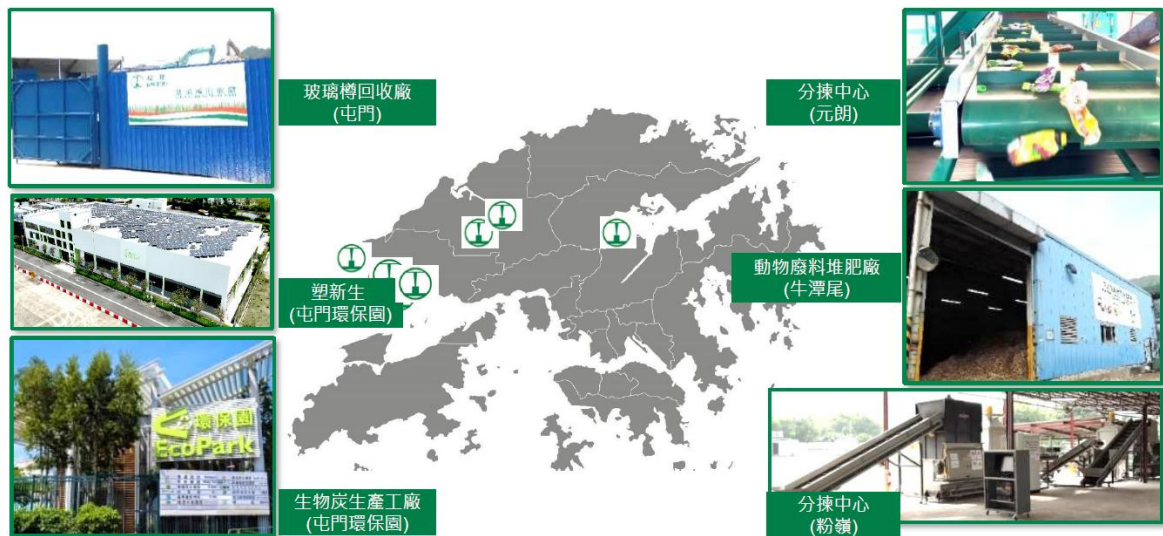 玻璃樽回收廠
(屯門)
塑新生
(屯門環保園)
環保園
EcoPark
生物炭生產工廠
(屯門環保園)
分揀中心
(元朗)
動物廢料堆肥廠
(牛潭尾)
分揀中心
(粉嶺)